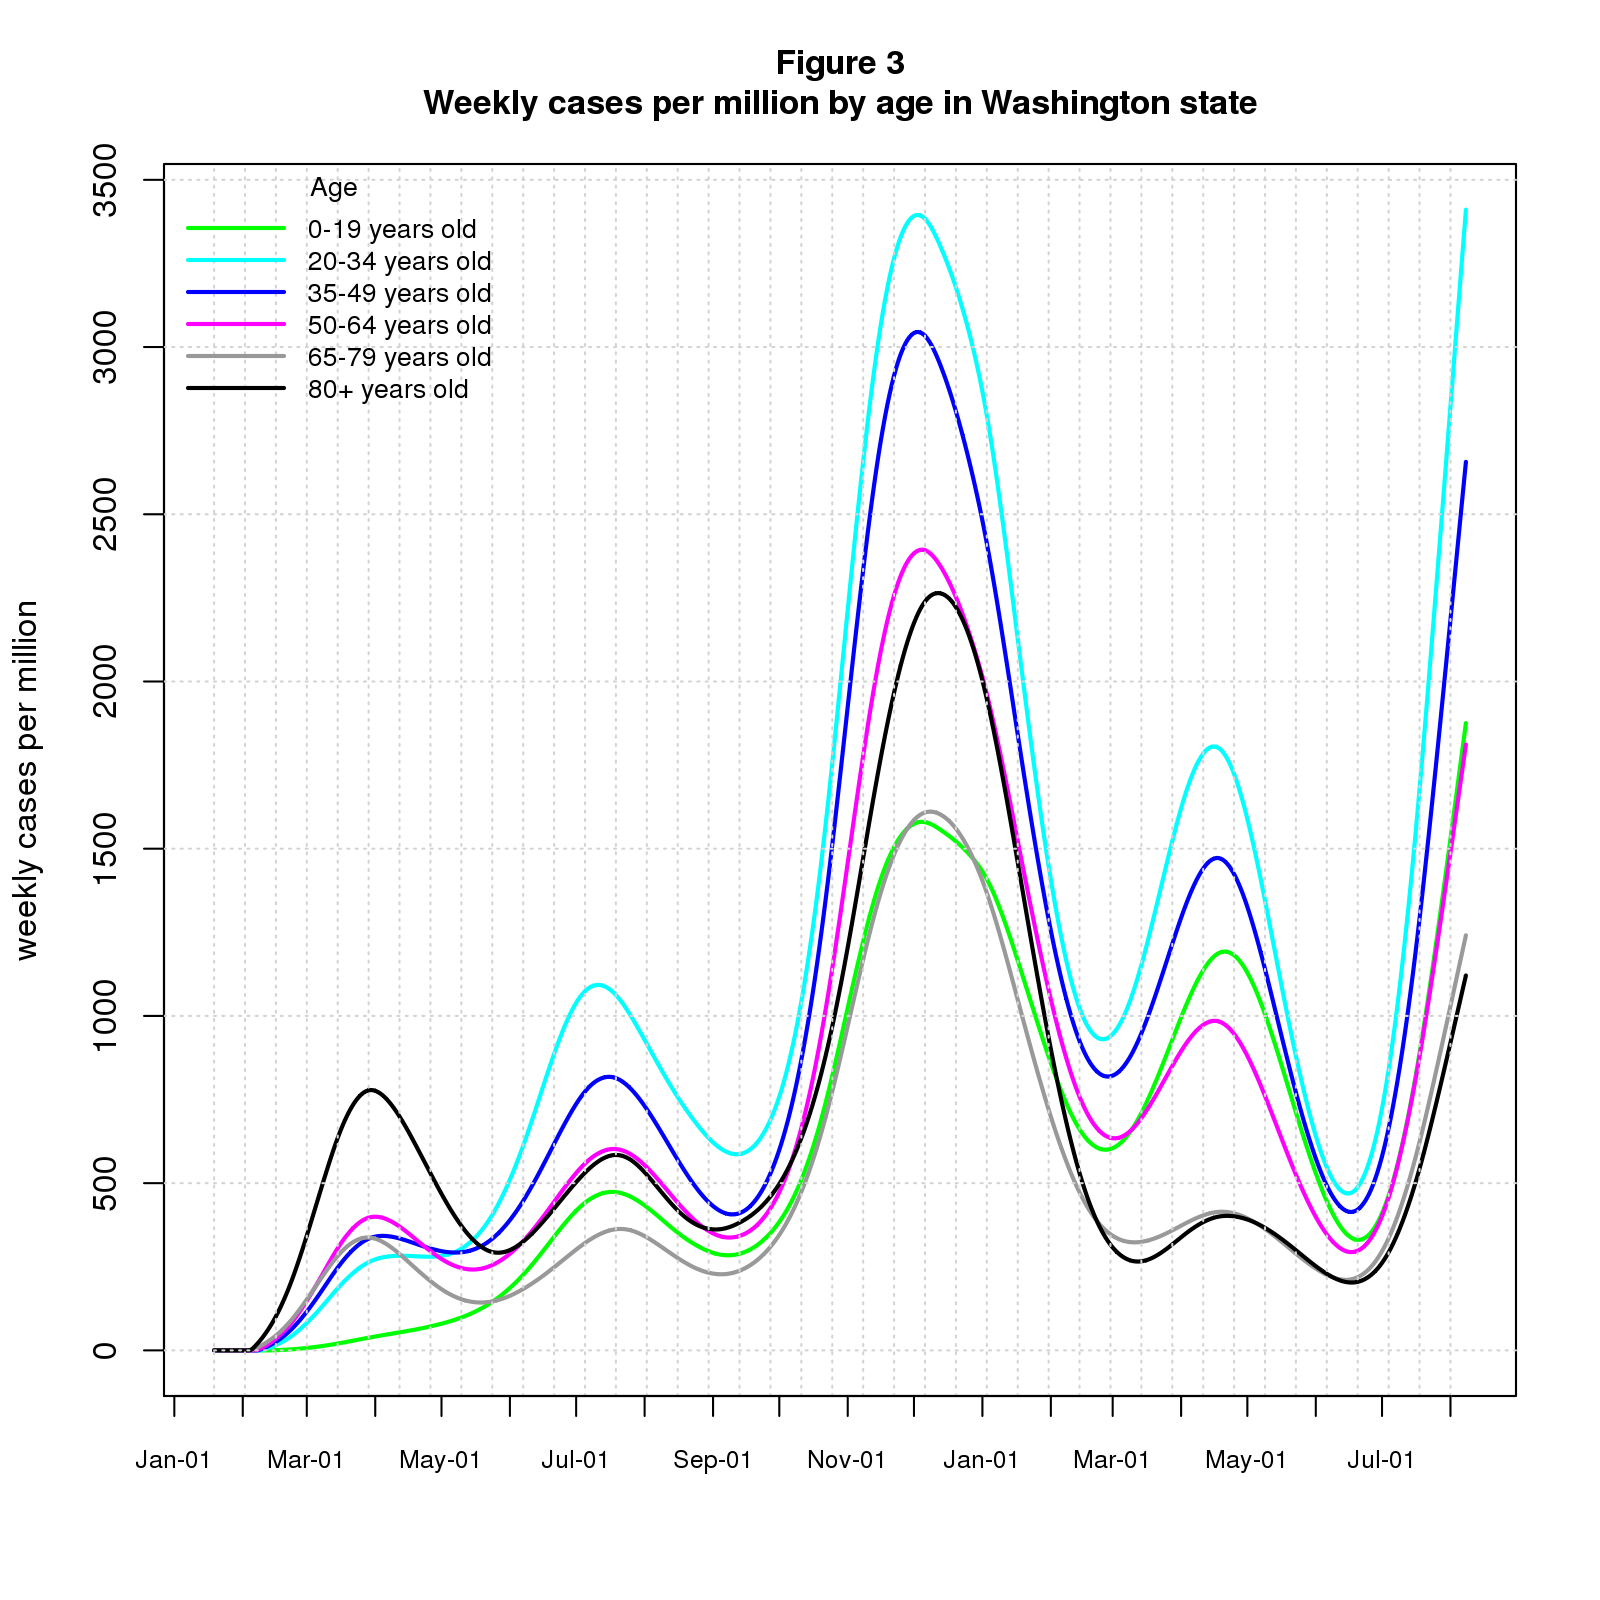 Figure 3
Weekly cases per million by age in Washington state
Age
0-19 years old
20-34 years old
35-49 years old
50-64 years old
65-79 years old
80+ years old
weekly cases per million
3500
3000
2500
2000
1500
1000
500
0
Jan-01 Mar-01 May-01 Jul-01 Sep-01 Nov-01 Jan-01 Mar-01 May-01 Jul-01